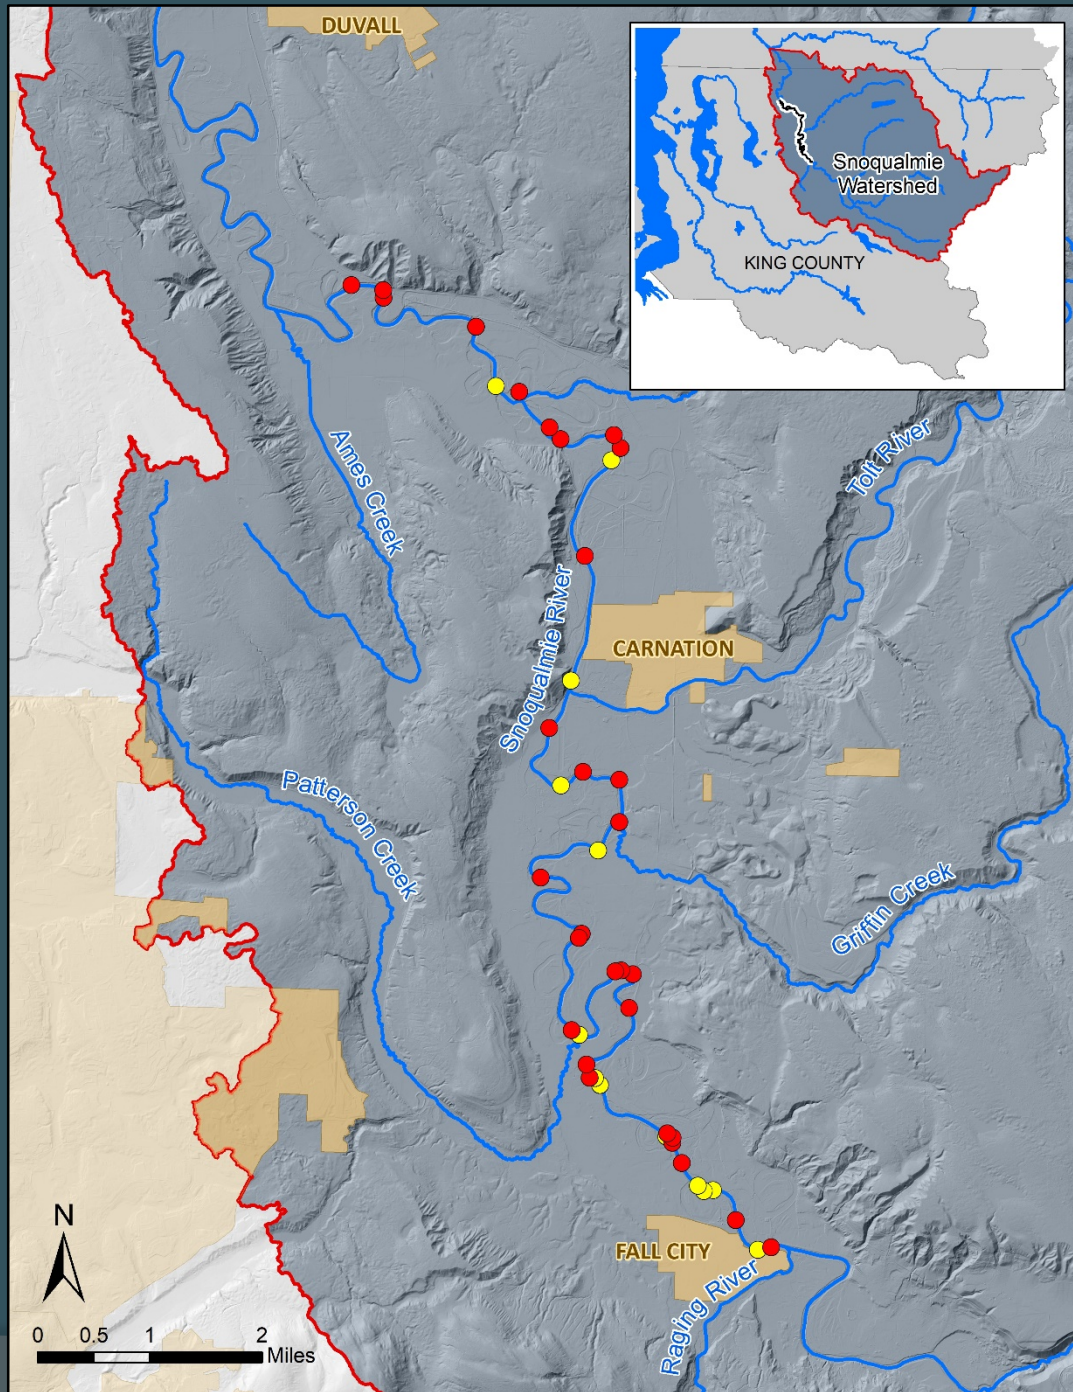 DUVALL
Snoqualmie
Watershed
KING COUNTY
Tolt River
Ames Creek
Snoqualmie River
CARNATION
Patterson Creek
Griffin Creek
N
FALL CITY
Raging River
0 0.5 1 2
Miles